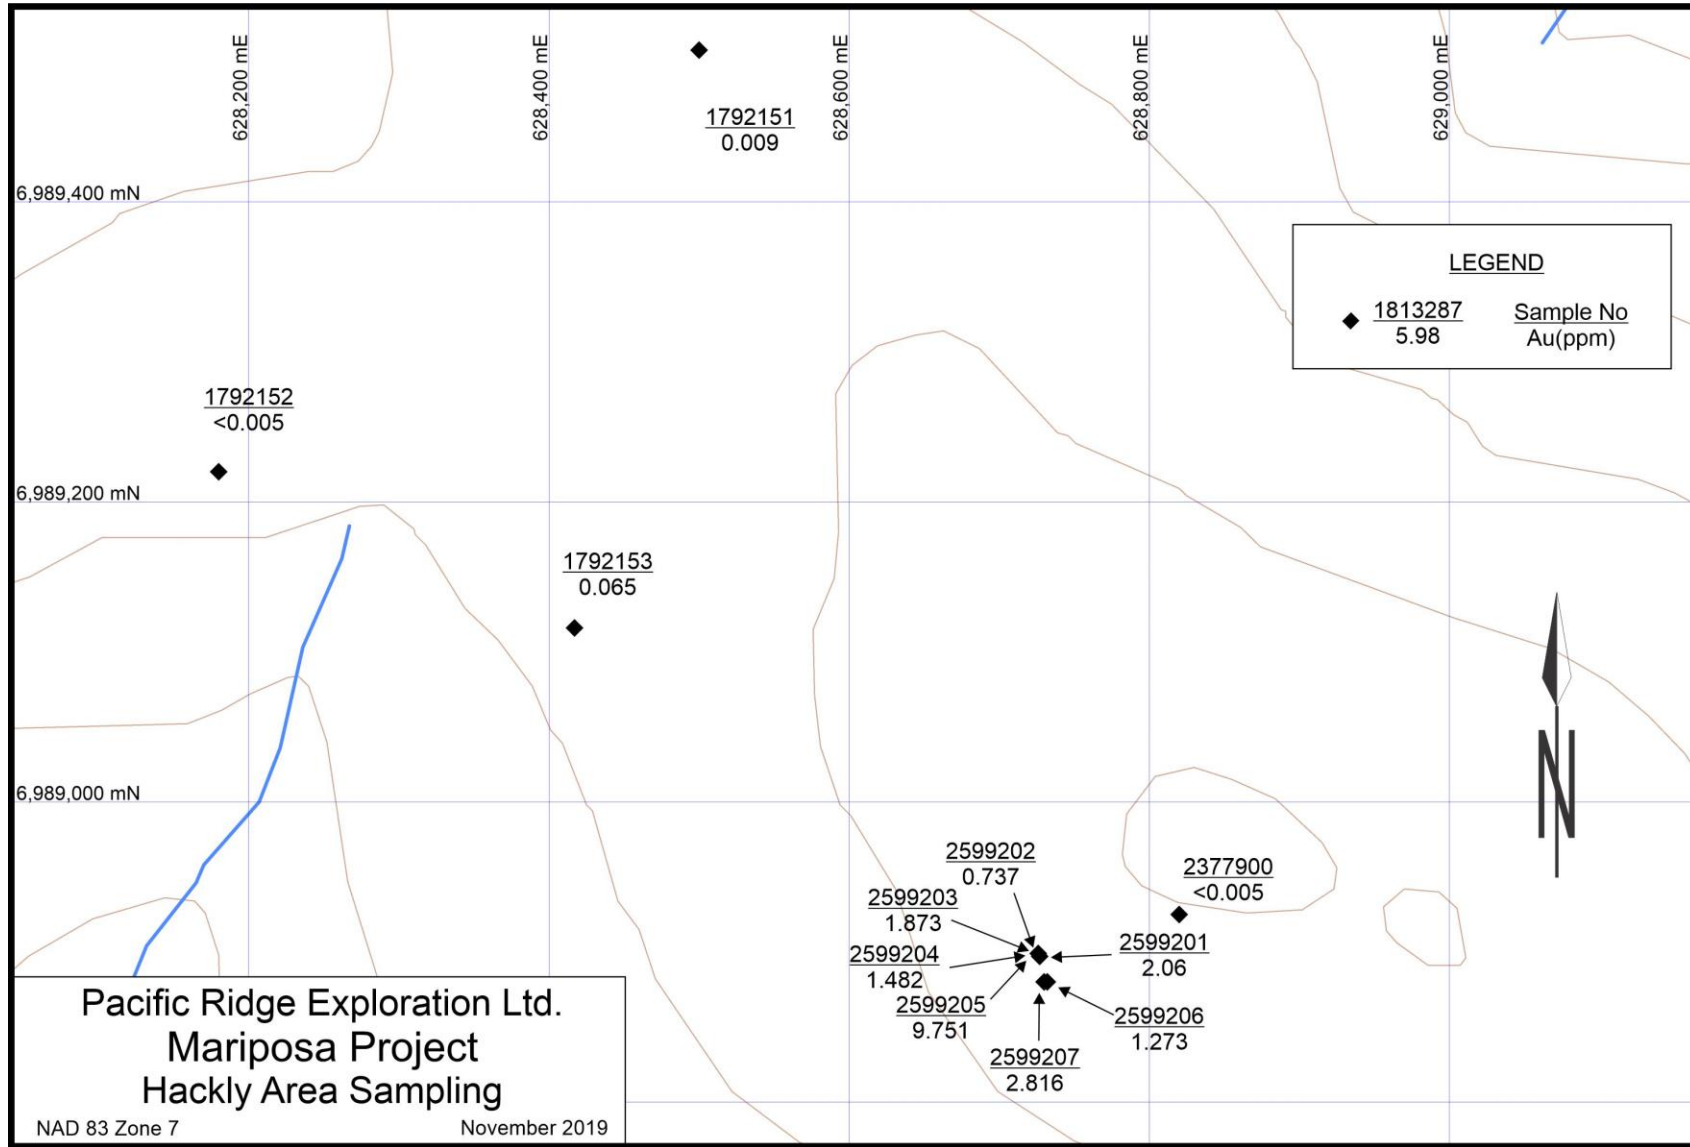 628,200 mE
628,400 mE
628,600 mE
628,800 mE
629,000 mE
1792151
0.009
6,989,400 mN
LEGEND
1813287
5.98
Sample No
Au(ppm)
1792152
<0.005
6,989,200 mN
1792153
0.065
6,989,000 mN
2599202
0.737
2377900
<0.005
2599203
1.873
2599201
2.06
2599204
1.482
2599205
9.751
2599206
1.273
2599207
2.816
N
Pacific Ridge Exploration Ltd.
Mariposa Project
Hackly Area Sampling
NAD 83 Zone 7
November 2019